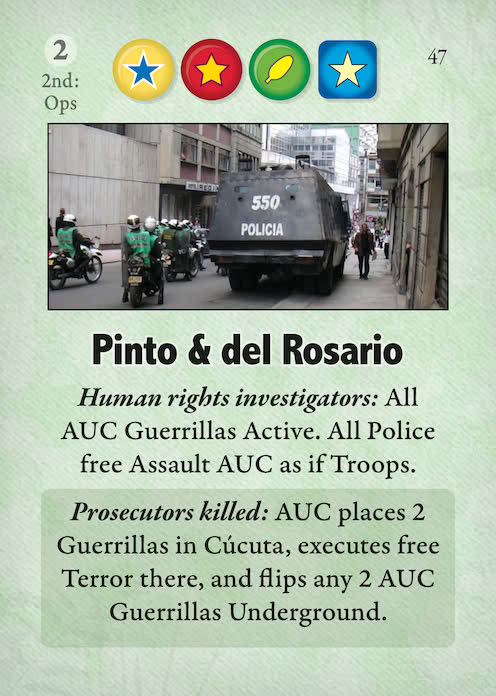 2
47
2nd:
Ops
550
POLICIA
Pinto & del Rosario
Human rights investigators: All
AUC Guerrillas Active. All Police
free Assault AUC as if Troops.
Prosecutors killed: AUC places 2
Guerrillas in Cúcuta, executes free
Terror there, and flips any 2 AUC
Guerrillas Underground.